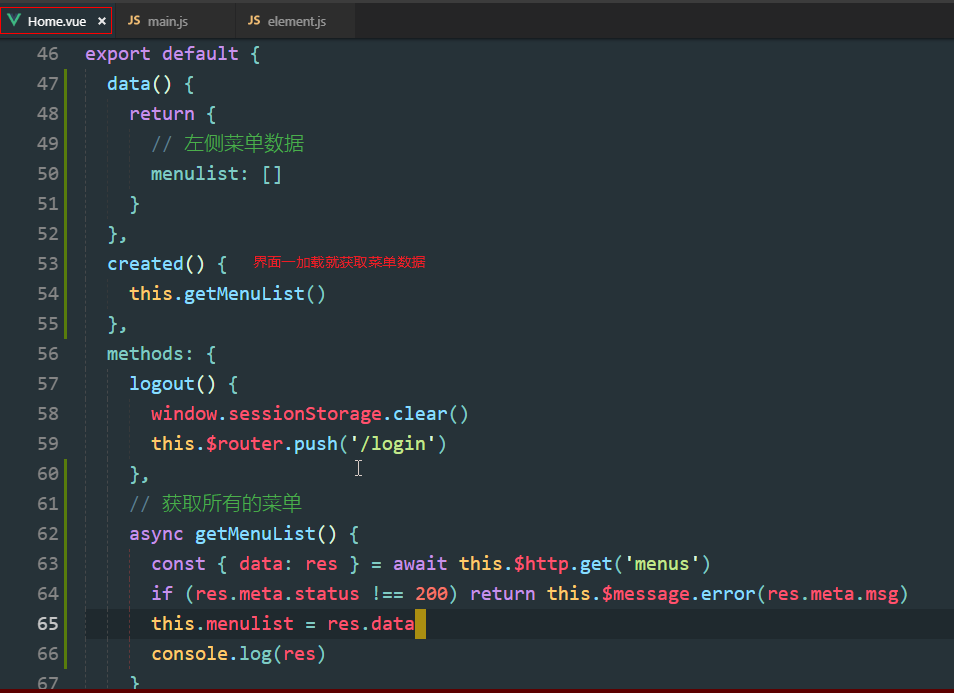 Home.vue × JS main.js JS element.js
46 export default {
47 data() {
48 return {
49 // 左侧菜单数据
50 menulist: []
51 }
52 },
53 created() { 界面一加载就获取菜单数据
54 this.getMenuList()
55 },
56 methods: {
57 logout() {
58 window.sessionStorage.clear()
59 this.$router.push('/login')
60 },
61 // 获取所有的菜单
62 async getMenuList() {
63 const { data: res } = await this.$http.get('menus')
64 if (res.meta.status !== 200) return this.$message.error(res.meta.msg)
65 this.menulist = res.data
66 console.log(res)
67 }